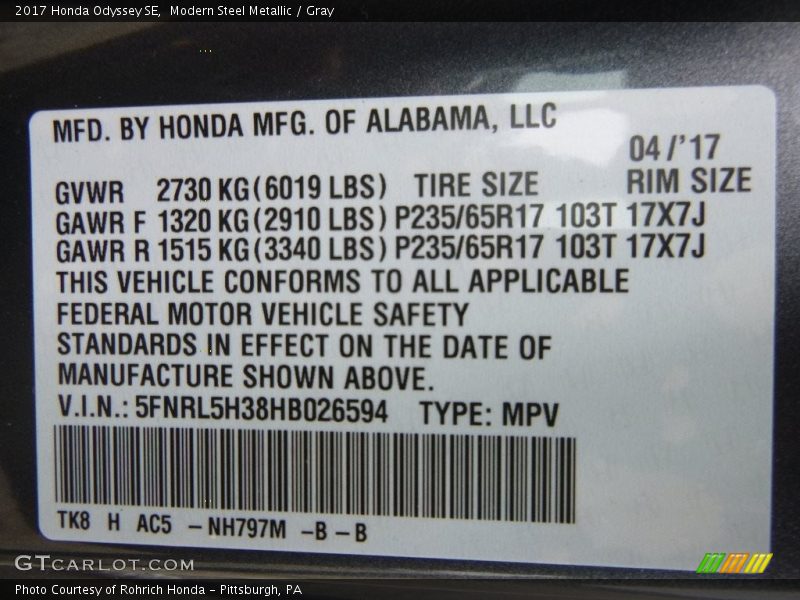 2017 Honda Odyssey SE,  Modern Steel Metallic / Gray
MFD. BY HONDA MFG. OF ALABAMA, LLC
04/'17
GVWR 2730 KG(6019 LBS) TIRE SIZE RIM SIZE
GAWR F 1320 KG(2910 LBS) P235/65R17 103T 17X7J
GAWR R 1515 KG(3340 LBS) P235/65R17 103T 17X7J
THIS VEHICLE CONFORMS TO ALL APPLICABLE
FEDERAL MOTOR VEHICLE SAFETY
STANDARDS IN EFFECT ON THE DATE OF
MANUFACTURE SHOWN ABOVE.
V.I.N.: 5FNRL5H38HB026594 TYPE: MPV
TK8 H AC5 – NH797M –B – B
GTCARLOT.COM
Photo Courtesy of Rohrich Honda – Pittsburgh, PA